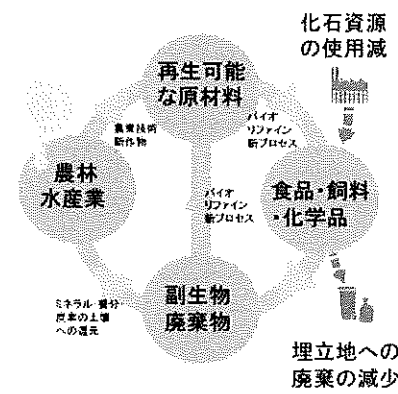 化石資源
の使用減
再生可能
な原材料
農業技術
新作物
バイオ
リファイン
新プロセス
農林
水産業
バイオ
リファイン
新プロセス
食品・飼料
・化学品
ミネラル・養分・
炭素の土壌
への還元
副生物
廃棄物
埋立地への
廃棄の減少